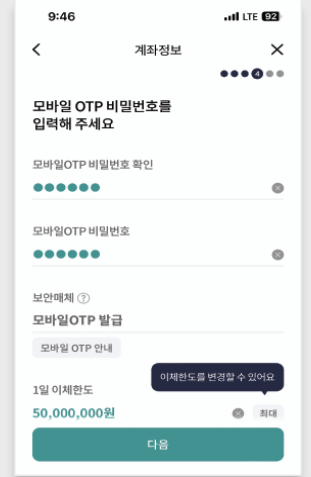 9:46
LTE 92
계좌정보
4
모바일 OTP 비밀번호를
입력해 주세요
모바일OTP 비밀번호 확인
모바일OTP 비밀번호
보안매체 ?
모바일OTP 발급
모바일 OTP 안내
이체한도를 변경할 수 있어요
1일 이체한도
50,000,000원
최대
다음